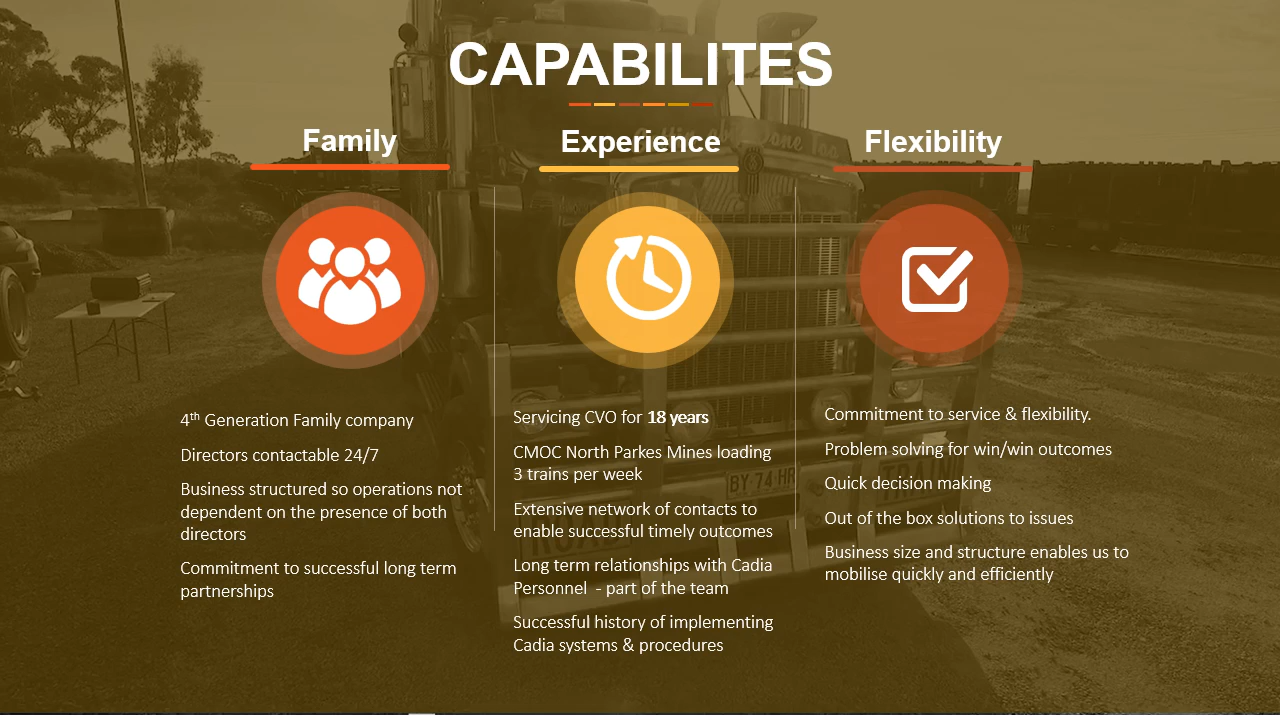 CAPABILITES
Family
Experience
Flexibility
4th Generation Family company
Directors contactable 24/7
Business structured so operations not
dependent on the presence of both
directors
Commitment to successful long term
partnerships
Servicing CVO for 18 years
CMOC North Parkes Mines loading
3 trains per week
Extensive network of contacts to
enable successful timely outcomes
Long term relationships with Cadia
Personnel - part of the team
Successful history of implementing
Cadia systems & procedures
Commitment to service & flexibility.
Problem solving for win/win outcomes
Quick decision making
Out of the box solutions to issues
Business size and structure enables us to
mobilise quickly and efficiently
BY 74 HR
ROAD
TRAIN